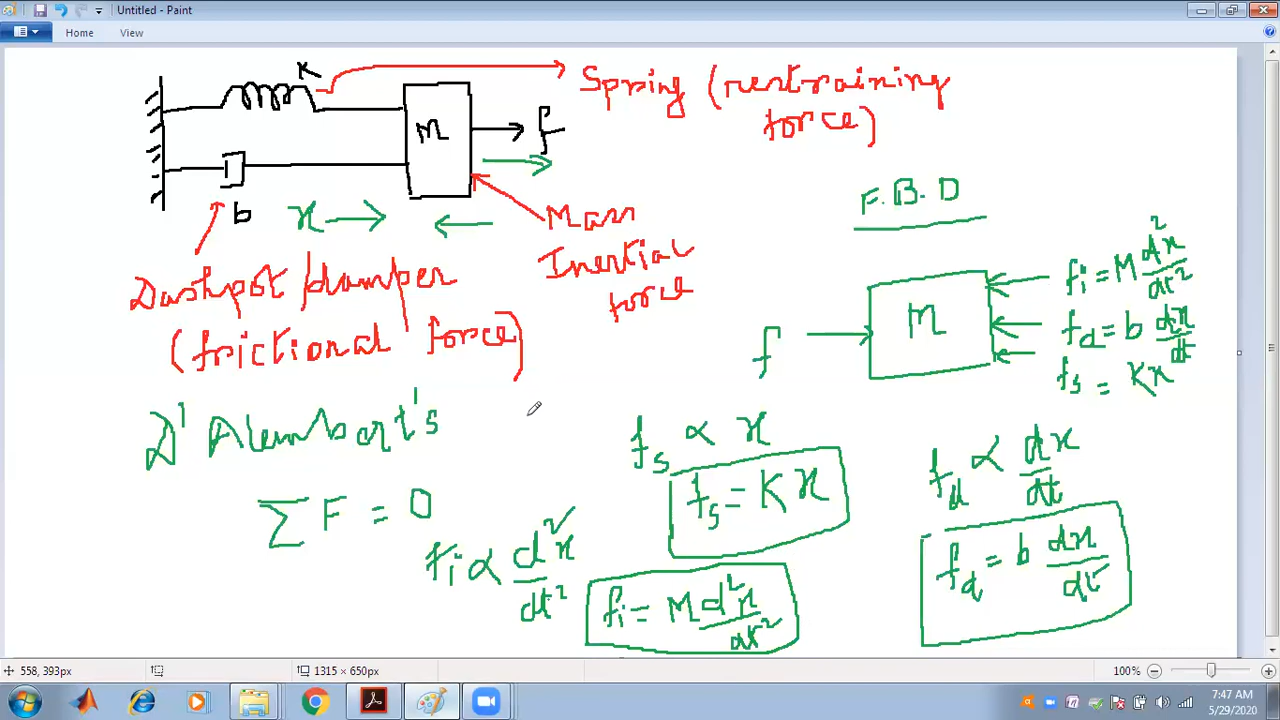 Untitled - Paint
Home View
K
Spring (restraining
force)
M
f
b
x
Mass
Inertial
force
Dashpot/damper
(frictional force)
F.B.D
f
M
fi = M d²x/dt²
fd = b dx/dt
fs = Kx
D'Alembart's
ΣF = 0
fs ∝ x
fs = Kx
fd ∝ dx/dt
fd = b dx/dt
fi ∝ d²x/dt²
fi = M d²x/dt²
558, 393px
1315 × 650px
100%
7:47 AM
5/29/2020